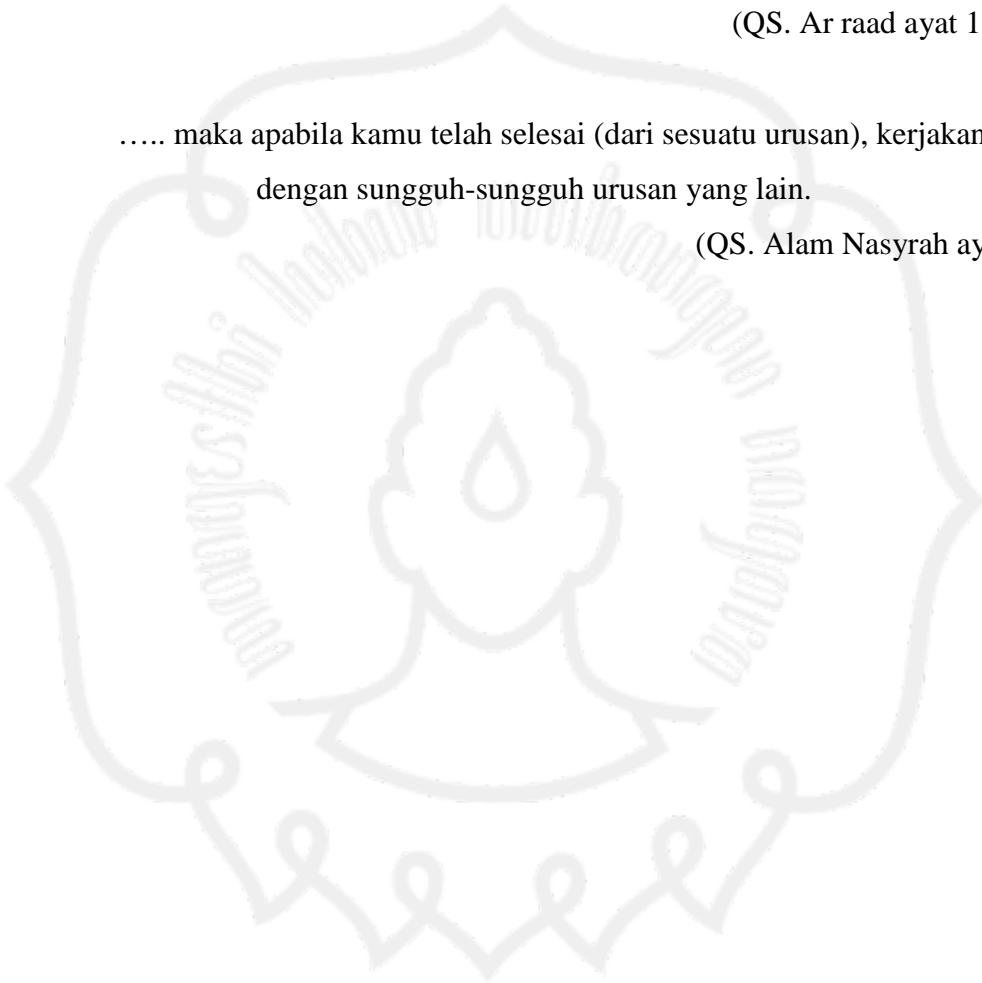 (QS. Ar raad ayat 1
….. maka apabila kamu telah selesai (dari sesuatu urusan), kerjakan
dengan sungguh-sungguh urusan yang lain.
(QS. Alam Nasyrah ay